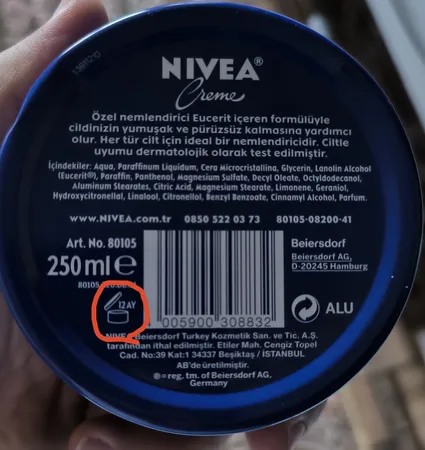 13811210
NIVEA®
Creme
Özel nemlendirici Eucerit içeren formülüyle
cildinizin yumuşak ve pürüzsüz kalmasına yardımcı
olur. Her tür cilt için ideal bir nemlendiricidir. Ciltle
uyumu dermatolojik olarak test edilmiştir.
İçindekiler: Aqua, Paraffinum Liquidum, Cera Microcristallina, Glycerin, Lanolin Alcohol
(Eucerit®), Paraffin, Panthenol, Magnesium Sulfate, Decyl Oleate, Octyldodecanol,
Aluminum Stearates, Citric Acid, Magnesium Stearate, Limonene, Geraniol,
Hydroxycitronellal, Linalool, Citronellol, Benzyl Benzoate, Cinnamyl Alcohol, Parfum.
www.NIVEA.com.tr 0850 522 03 73 80105-08200-41
Art. No. 80105
250 ml e
Beiersdorf
Beiersdorf AG,
D-20245 Hamburg
12 AY
005900 308832
ALU
NIVEA Beiersdorf Turkey Kozmetik San. ve Tic. A.Ş.
tarafından ithal edilmiştir. Etiler Mah. Cengiz Topel
Cad. No:39 Kat:1 34337 Beşiktaş / İSTANBUL
AB'de üretilmiştir.
®= reg. tm. of Beiersdorf AG,
Germany